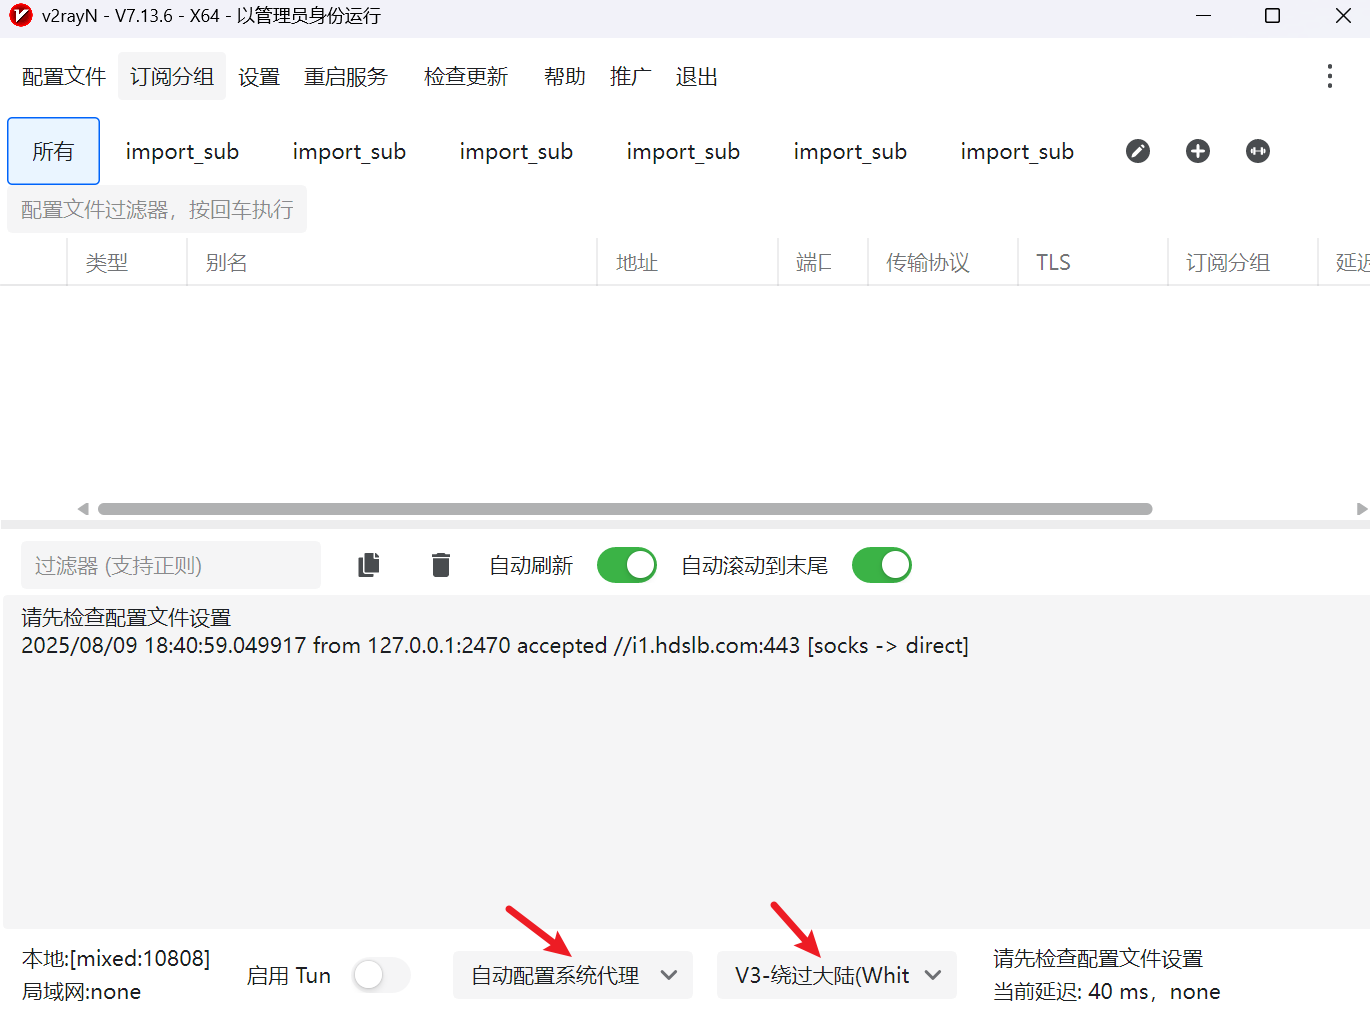 v2rayN - V7.13.6 - X64 - 以管理员身份运行
配置文件 订阅分组 设置 重启服务 检查更新 帮助 推广 退出
所有 import_sub import_sub import_sub import_sub import_sub import_sub
配置文件过滤器，按回车执行
类型 别名 地址 端口 传输协议 TLS 订阅分组 延迟
过滤器 (支持正则) 自动刷新 自动滚动到末尾
请先检查配置文件设置
2025/08/09 18:40:59.049917 from 127.0.0.1:2470 accepted //i1.hdslb.com:443 [socks -> direct]
本地:[mixed:10808]
局域网:none
启用 Tun
自动配置系统代理
V3-绕过大陆(Whit
请先检查配置文件设置
当前延迟: 40 ms，none